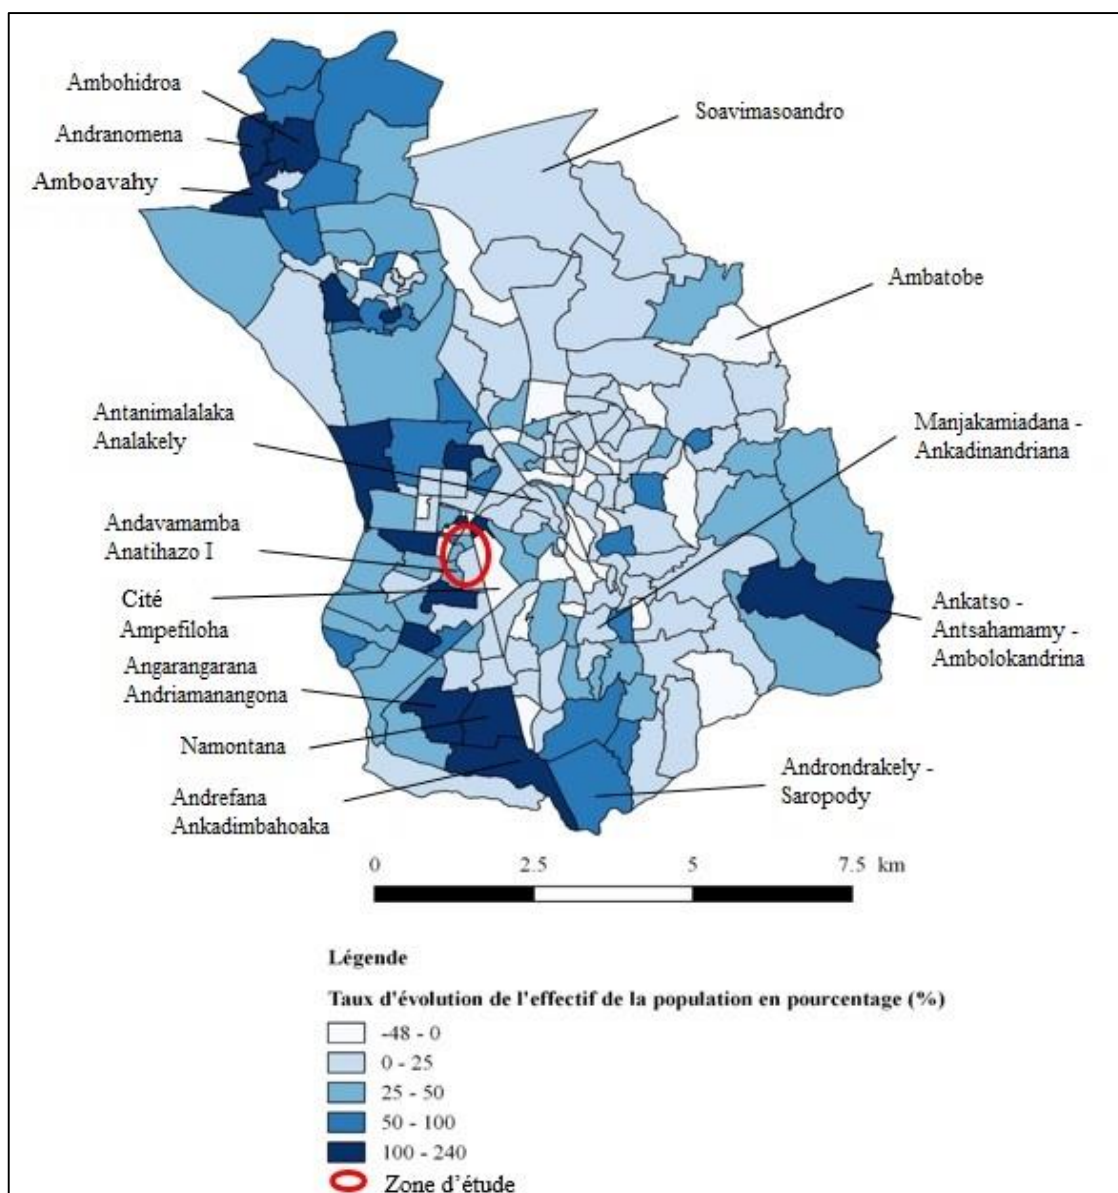 Ambohidroa
Andranomena
Amboavahy
Soavimasoandro
Ambatobe
Antanimalalaka
Analakely
Manjakamiadana -
Ankadinandriana
Andavamamba
Anatihazo I
Cité
Ampefiloha
Ankatso -
Antsahamamy -
Ambolokandrina
Angarangarana
Andriamanangona
Namontana
Andrefana
Ankadimbahoaka
Androndrakely -
Saropody
0 2.5 5 7.5 km
Légende
Taux d'évolution de l'effectif de la population en pourcentage (%)
-48 - 0
0 - 25
25 - 50
50 - 100
100 - 240
Zone d'étude